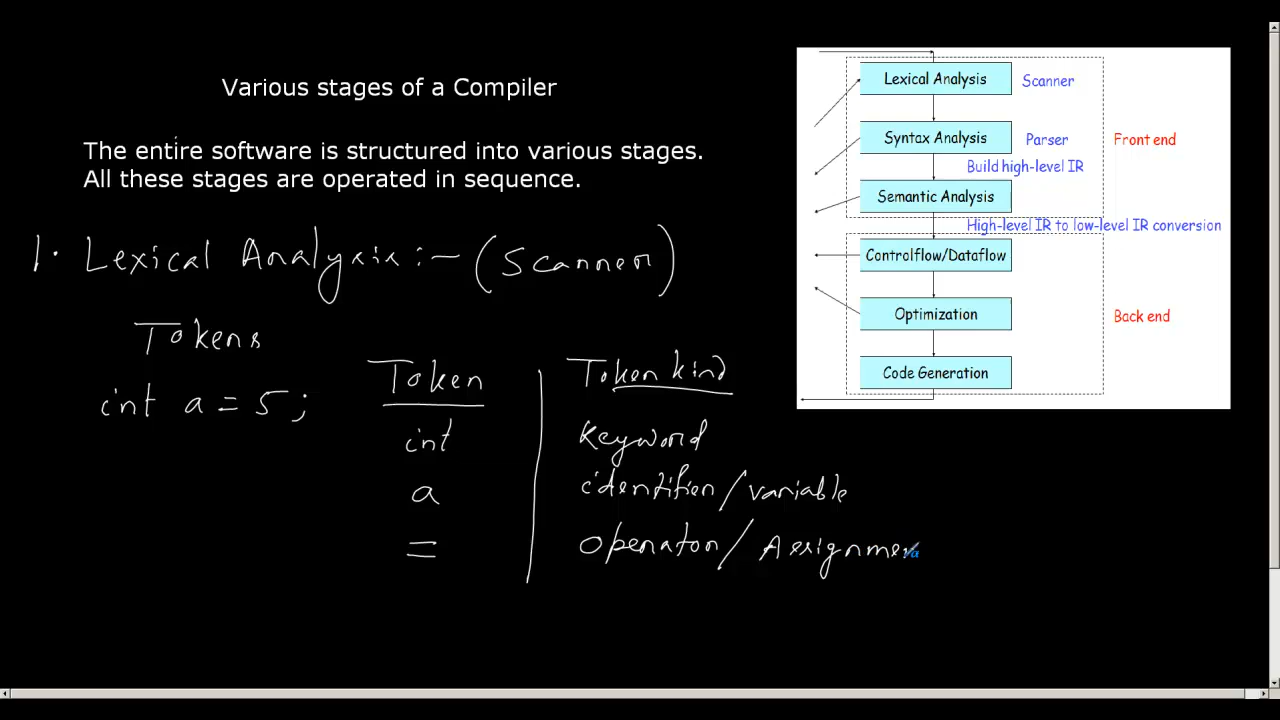 Various stages of a Compiler
The entire software is structured into various stages.
All these stages are operated in sequence.
1. Lexical Analysis :- (Scanner)
Tokens
int a = 5 ;
Token | Token kind
int | Keyword
a | identifier/variable
= | Operator/ Assignmen
Lexical Analysis Scanner
Syntax Analysis Parser Front end
Build high-level IR
Semantic Analysis
High-level IR to low-level IR conversion
Controlflow/Dataflow
Optimization Back end
Code Generation